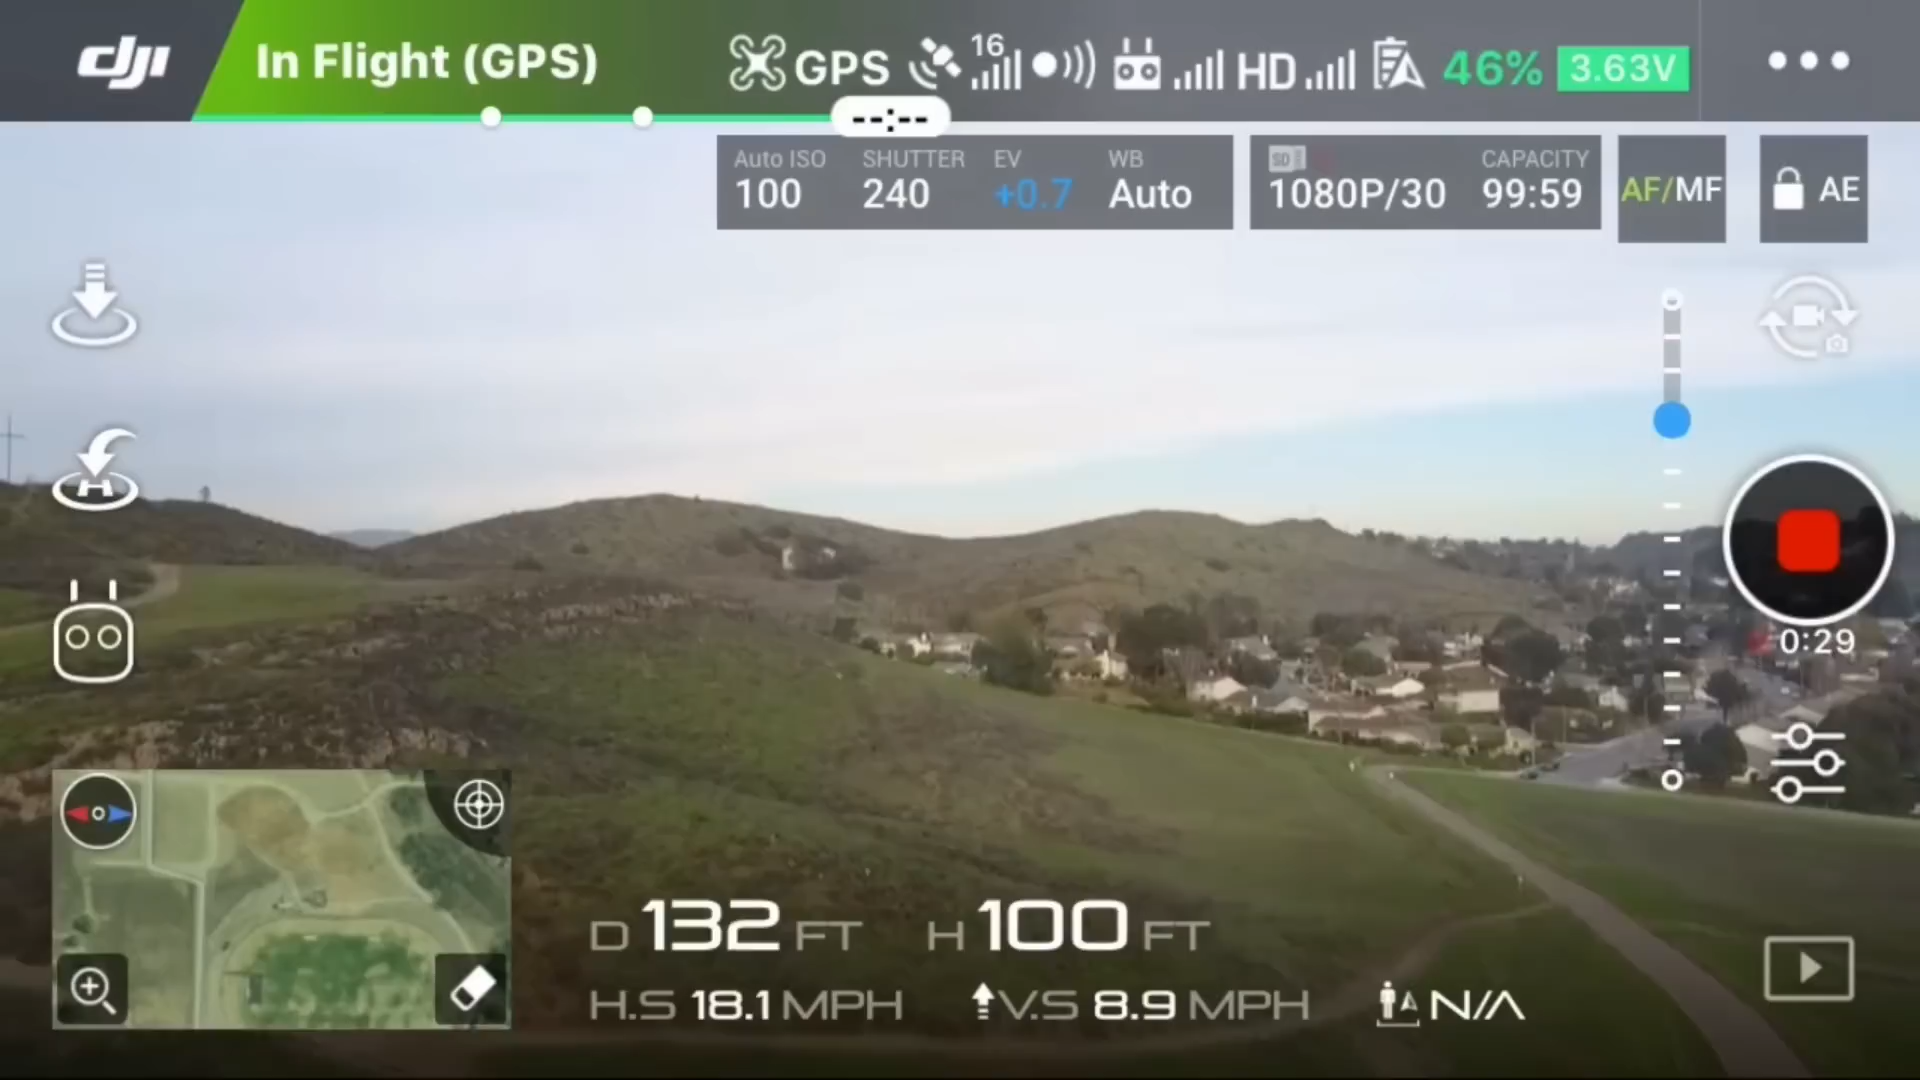 dji In Flight (GPS) GPS 16 HD 46% 3.63V
--:--
Auto ISO SHUTTER EV WB SD CAPACITY
100 240 +0.7 Auto 1080P/30 99:59 AF/MF AE
H
0:29
D 132 FT H 100 FT
H.S 18.1 MPH V.S 8.9 MPH N/A